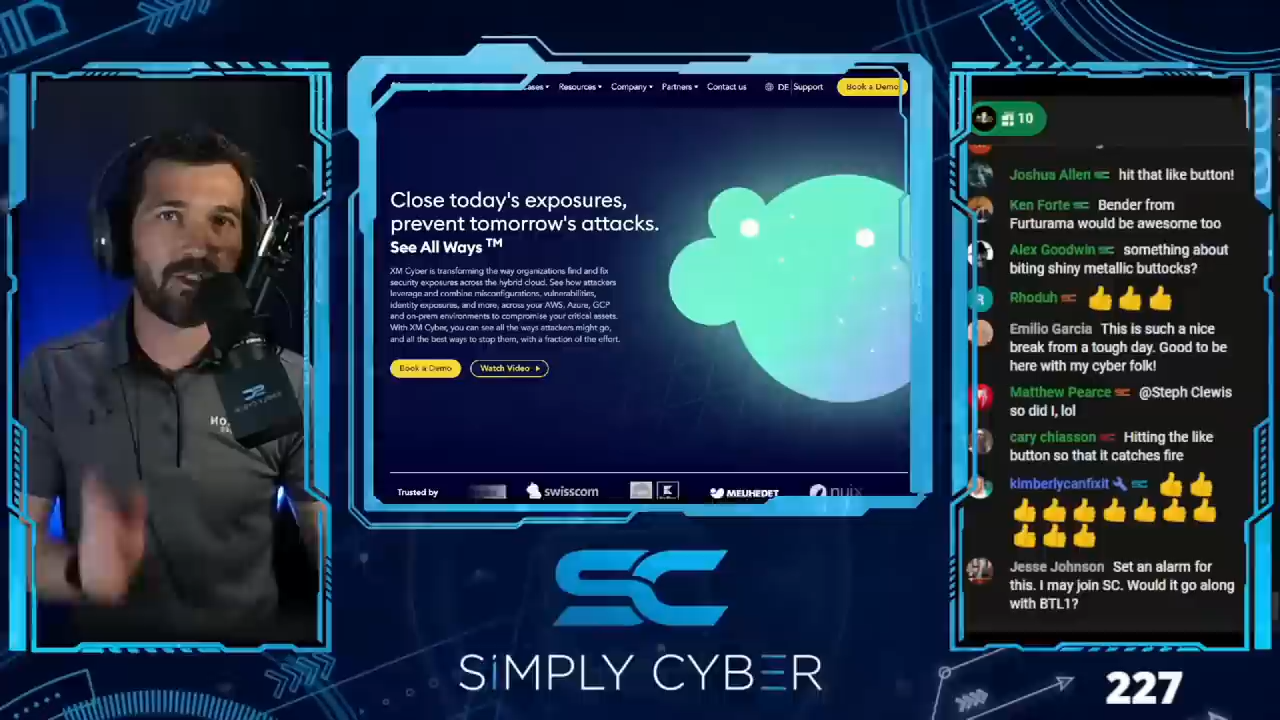 Resources
Company
Partners
Contact us
DE
Support
Book a Demo
Close today's exposures,
prevent tomorrow's attacks.
See All Ways™
XM Cyber is transforming the way organizations find and fix
security exposures across the hybrid cloud. See how attackers
leverage and combine misconfigurations, vulnerabilities,
identity exposures, and more, across your AWS, Azure, GCP
and on-prem environments to compromise your critical assets.
With XM Cyber, you can see all the ways attackers might go,
and all the best ways to stop them, with a fraction of the effort.
Book a Demo
Watch Video
Trusted by
swisscom
MEUHEDET
nuix
SC
SIMPLY CYBER
10
Joshua Allen hit that like button!
Ken Forte Bender from
Furturama would be awesome too
Alex Goodwin something about
biting shiny metallic buttocks?
Rhoduh 👍👍👍
Emilio Garcia This is such a nice
break from a tough day. Good to be
here with my cyber folk!
Matthew Pearce @Steph Clewis
so did I, lol
cary chiasson Hitting the like
button so that it catches fire
kimberlycanfixit 👍👍
👍👍👍👍👍👍👍
👍👍👍
Jesse Johnson Set an alarm for
this. I may join SC. Would it go along
with BTL1?
227